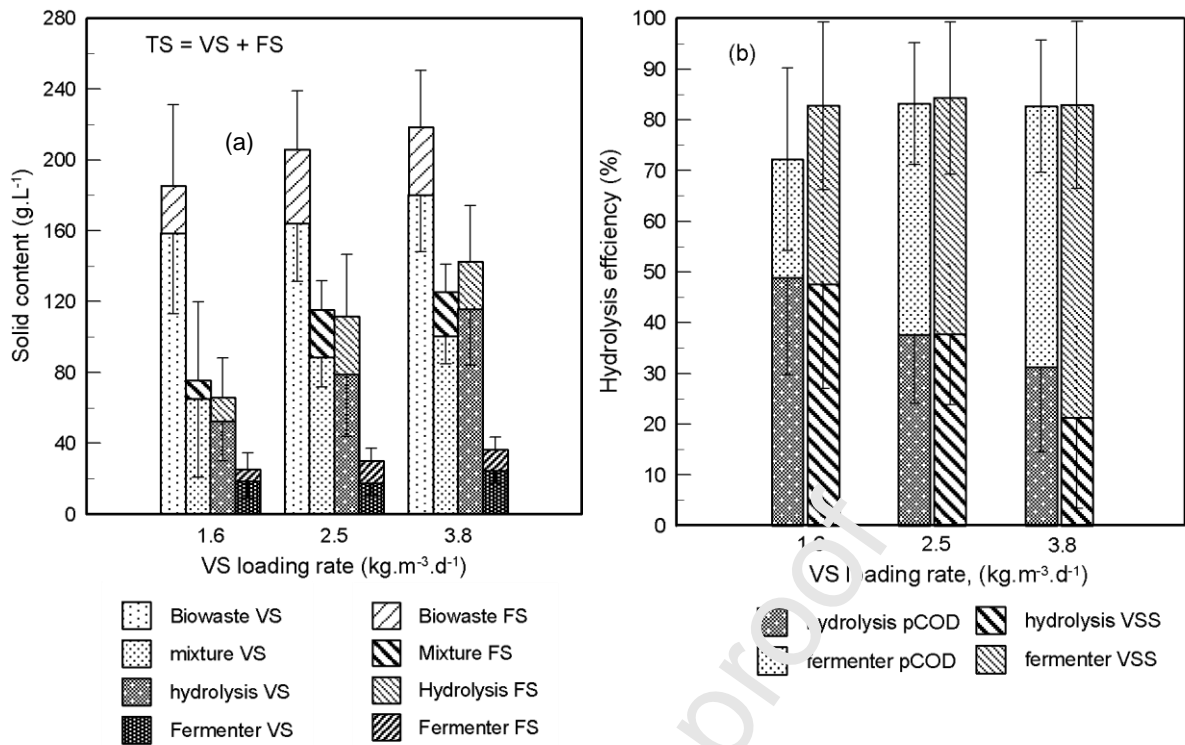 280
240
200
160
120
80
40
0
Solid content (g.L-1)
TS = VS + FS
(a)
1.6
2.5
3.8
VS loading rate (kg.m-3.d-1)
Biowaste VS
Biowaste FS
mixture VS
Mixture FS
hydrolysis VS
Hydrolysis FS
Fermenter VS
Fermenter FS
100
90
80
70
60
50
40
30
20
10
0
Hydrolysis effciency (%)
(b)
2.5
3.8
VS loading rate, (kg.m-3.d-1)
hydrolysis pCOD
hydrolysis VSS
fermenter pCOD
fermenter VSS
proof